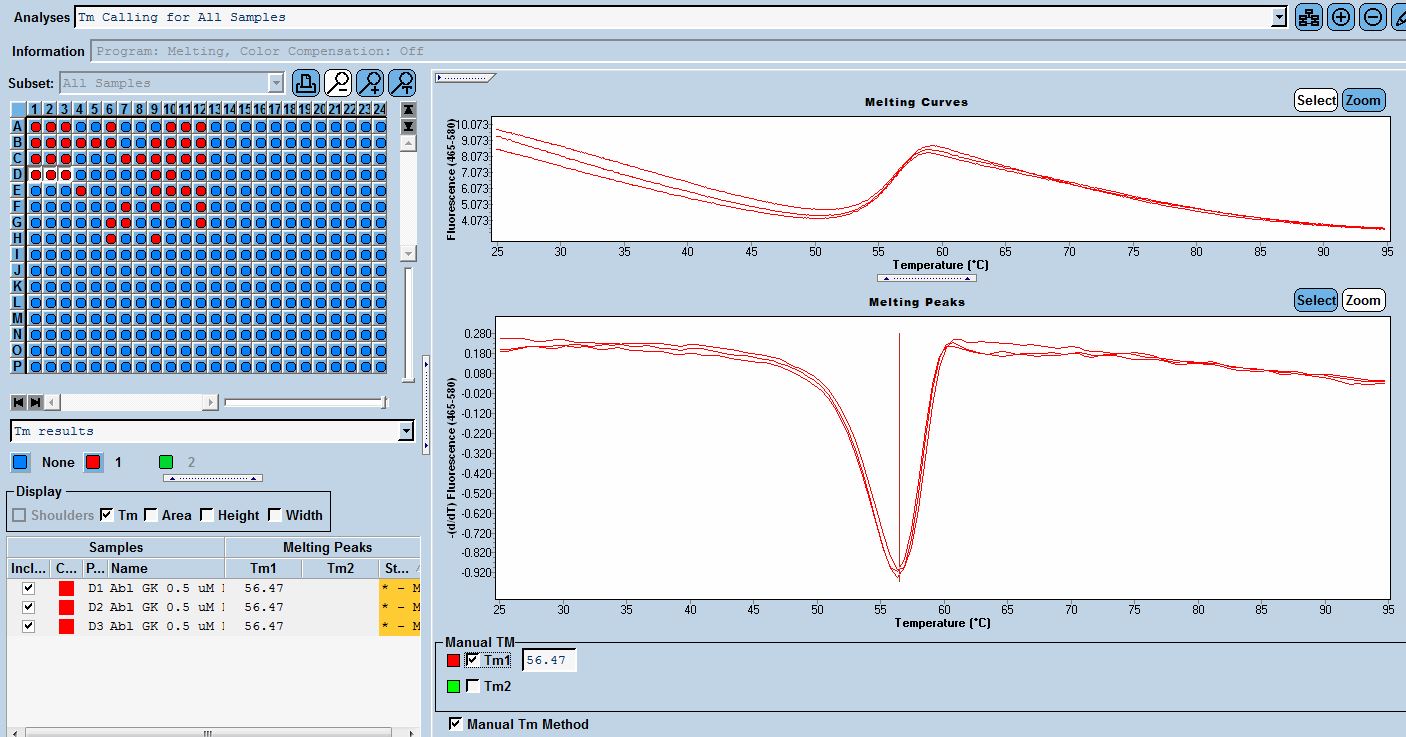 Analyses Tm Calling for All Samples
Information Program: Melting, Color Compensation: Off
Subset: All Samples
1 2 3 4 5 6 7 8 9 10 11 12 13 14 15 16 17 18 19 20 21 22 23 24
A
B
C
D
E
F
G
H
I
J
K
L
M
N
O
P
Tm results
None 1 2
Display
Shoulders Tm Area Height Width
Samples Melting Peaks
Incl... C... P... Name Tm1 Tm2 St...
D1 Abl GK 0.5 uM 56.47 * - M
D2 Abl GK 0.5 uM 56.47 * - M
D3 Abl GK 0.5 uM 56.47 * - M
Melting Curves
Select Zoom
Fluorescence (465-580)
10.073
9.073
8.073
7.073
6.073
5.073
4.073
25 30 35 40 45 50 55 60 65 70 75 80 85 90 95
Temperature (°C)
Melting Peaks
Select Zoom
-(d/dT) Fluorescence (465-580)
0.280
0.180
0.080
-0.020
-0.120
-0.220
-0.320
-0.420
-0.520
-0.620
-0.720
-0.820
-0.920
25 30 35 40 45 50 55 60 65 70 75 80 85 90 95
Temperature (°C)
Manual TM
Tm1 56.47
Tm2
Manual Tm Method